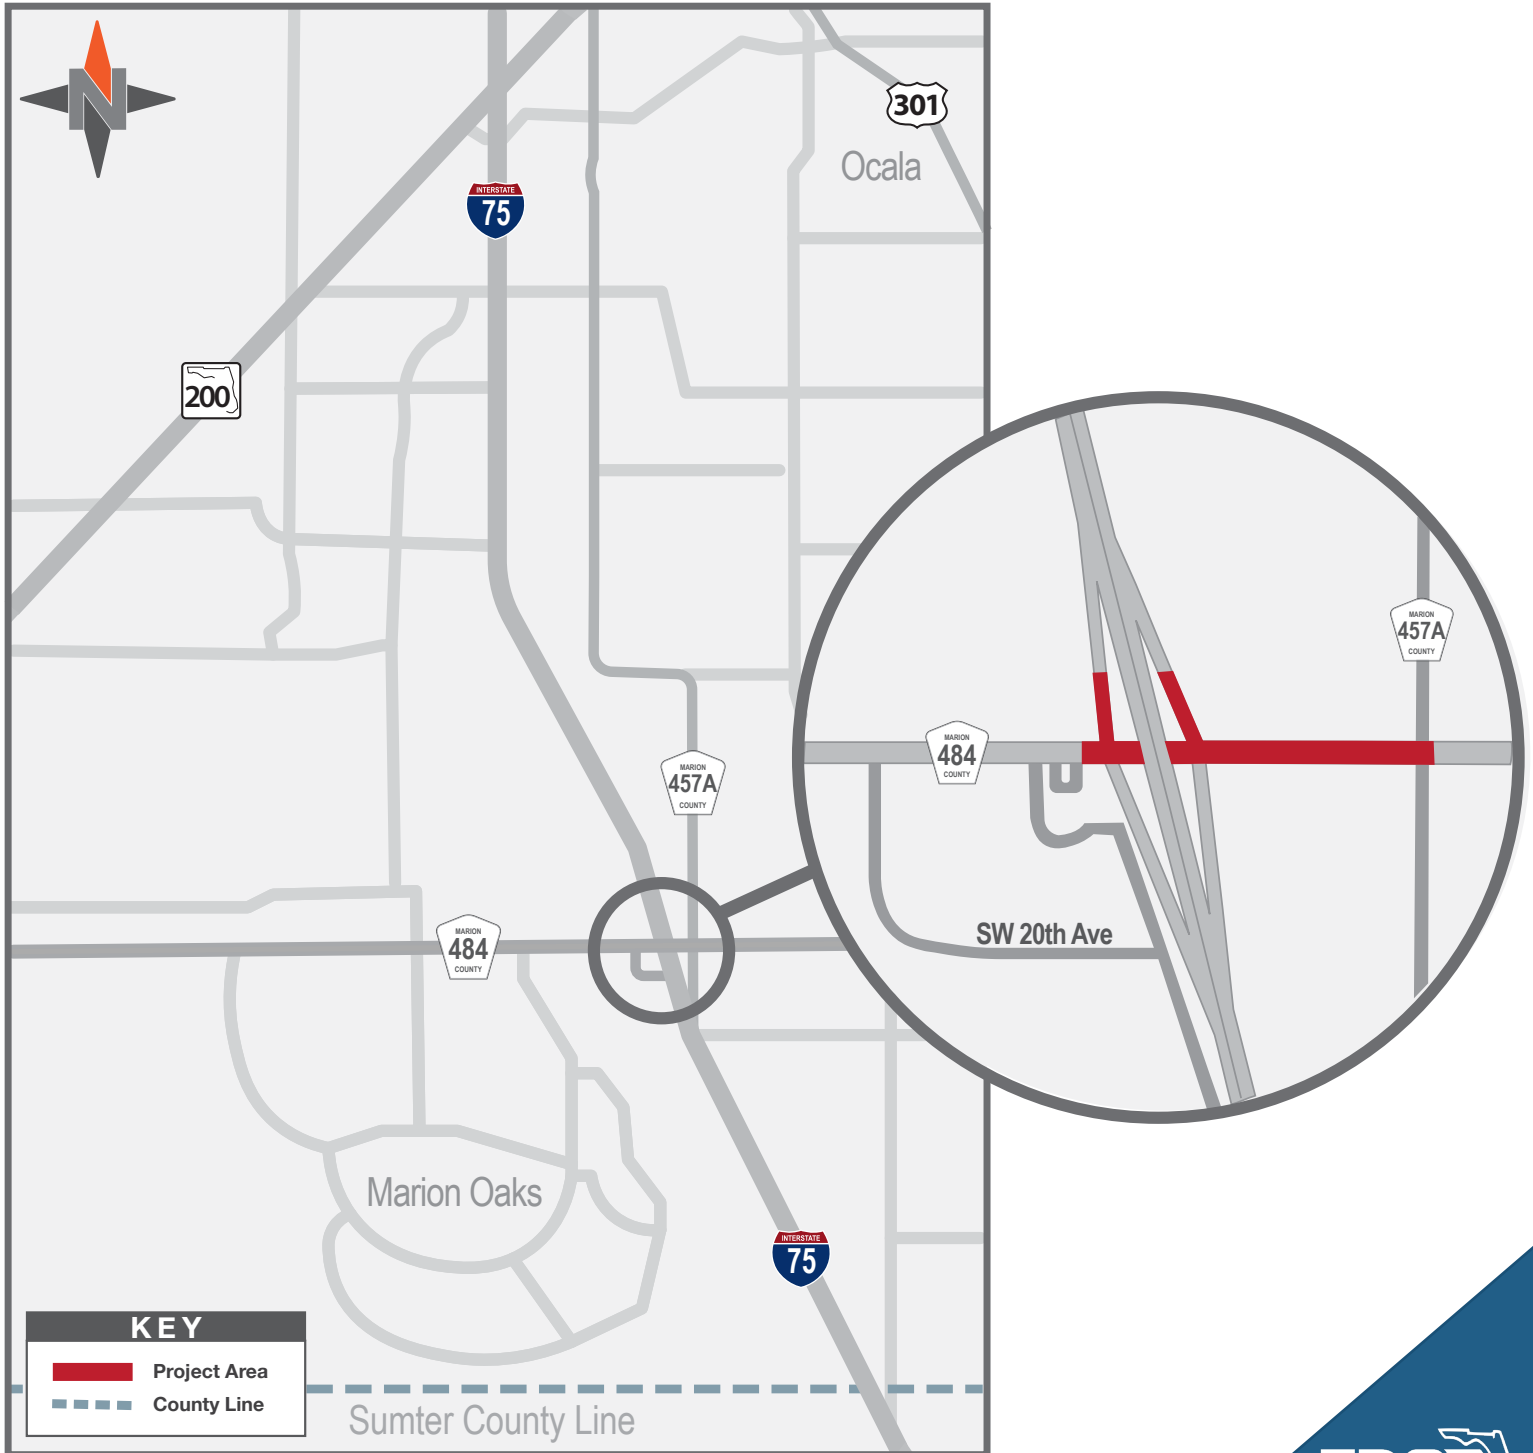 N
301
Ocala
INTERSTATE
75
200
MARION
457A
COUNTY
MARION
484
COUNTY
MARION
457A
COUNTY
SW 20th Ave
MARION
484
COUNTY
Marion Oaks
INTERSTATE
75
KEY
Project Area
County Line
Sumter County Line